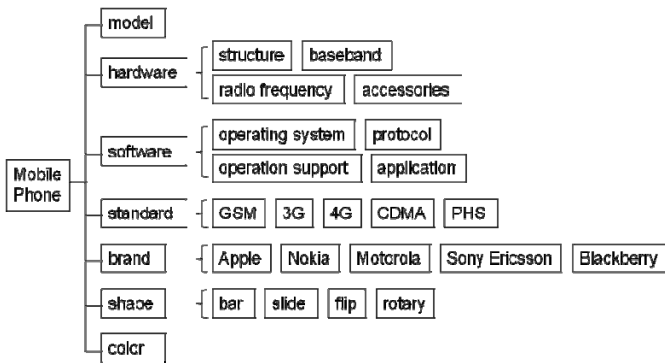 model
structure baseband
hardware
radio frequency accessories
operating system protocol
software
operation support application
Mobile
Phone
standard GSM 3G 4G CDMA PHS
brand Apple Nokia Motorola Sony Ericsson Blackberry
shape bar slide flip rotary
color